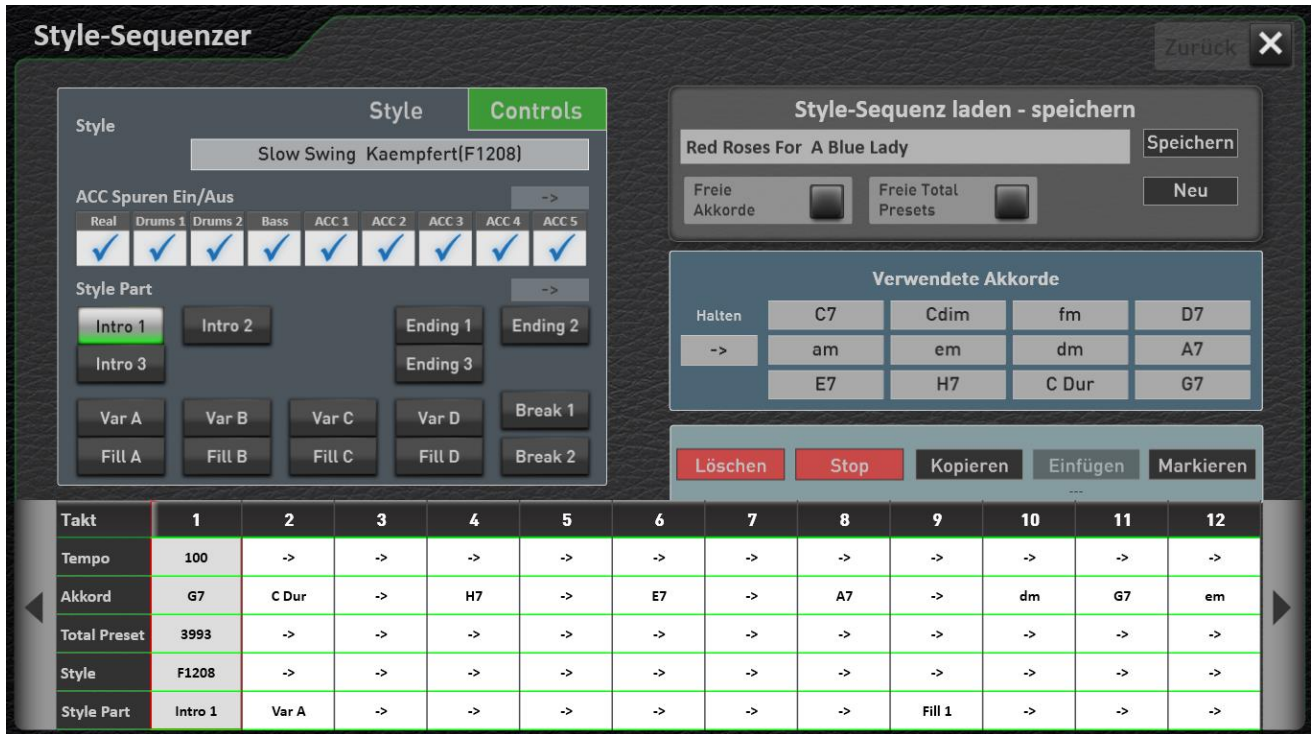 Style-Sequenzer
Zurück
Style Controls
Style
Slow Swing Kaempfert(F1208)
ACC Spuren Ein/Aus ->
Real Drums 1 Drums 2 Bass ACC 1 ACC 2 ACC 3 ACC 4 ACC 5
Style Part ->
Intro 1 Intro 2 Ending 1 Ending 2
Intro 3 Ending 3
Var A Var B Var C Var D Break 1
Fill A Fill B Fill C Fill D Break 2
Style-Sequenz laden - speichern
Red Roses For A Blue Lady Speichern
Freie Akkorde Freie Total Presets Neu
Verwendete Akkorde
Halten C7 Cdim fm D7
-> am em dm A7
E7 H7 C Dur G7
Löschen Stop Kopieren Einfügen Markieren
---
Takt 1 2 3 4 5 6 7 8 9 10 11 12
Tempo 100 -> -> -> -> -> -> -> -> -> -> ->
Akkord G7 C Dur -> H7 -> E7 -> A7 -> dm G7 em
Total Preset 3993 -> -> -> -> -> -> -> -> -> -> ->
Style F1208 -> -> -> -> -> -> -> -> -> -> ->
Style Part Intro 1 Var A -> -> -> -> -> -> Fill 1 -> -> ->